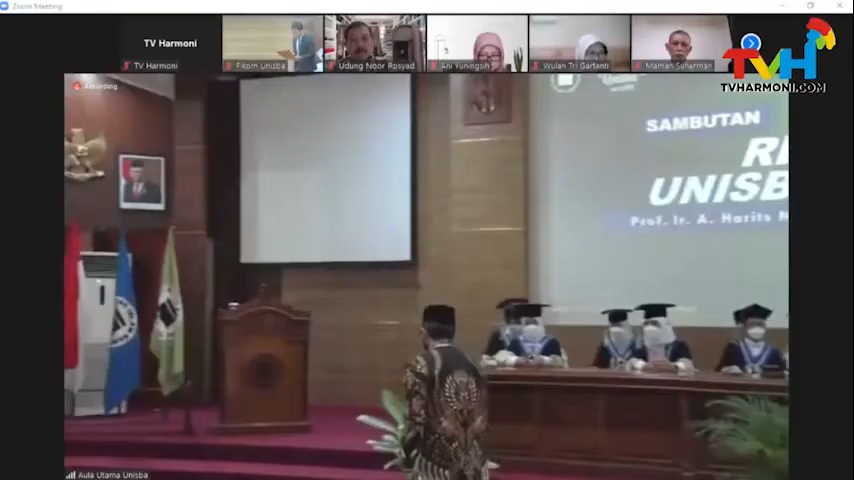 Zoom Meeting
TV Harmoni
TV Harmoni
Fikom Unisba
Udung Noor Rosyad
Ani Yuningsih
Wulan Tri Gartanti
Maman Suherman
TVH
TVHARMONI.COM
Recording
SAMBUTAN
UNISB
Prof. Ir. A. Harits
Aula Utama Unisba